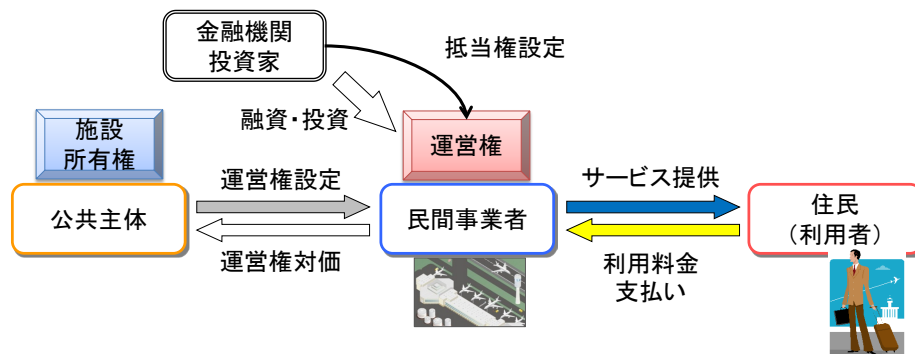 金融機関
投資家
抵当権設定
融資・投資
施設
所有権
運営権
公共主体
運営権設定
運営権対価
民間事業者
サービス提供
利用料金
支払い
住民
（利用者）